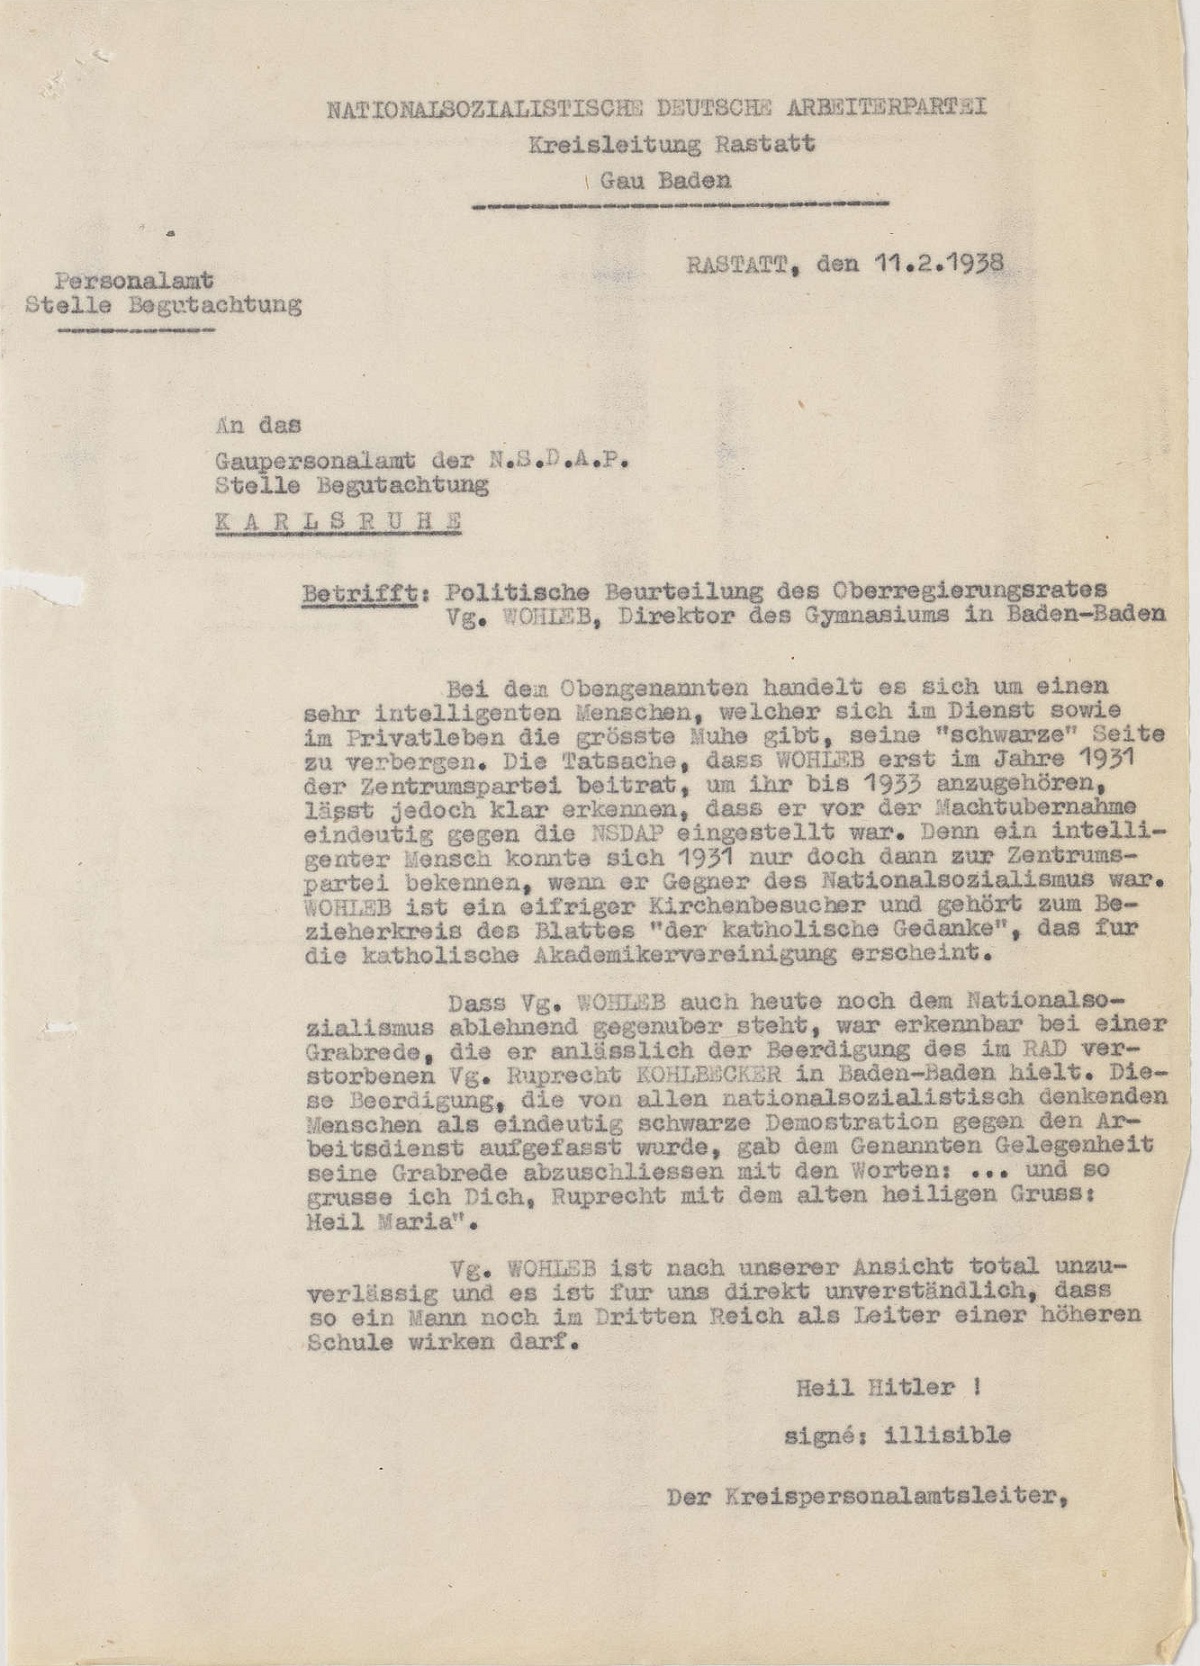 NATIONALSOZIALISTISCHE DEUTSCHE ARBEITERPARTEI
Kreisleitung Rastatt
Gau Baden
RASTATT, den 11.2.1938
Personalamt
Stelle Begutachtung
An das
Gaupersonalamt der N.S.D.A.P.
Stelle Begutachtung
K A R L S R U H E
Betrifft: Politische Beurteilung des Oberregierungsrates
Vg. WOHLEB, Direktor des Gymnasiums in Baden-Baden
Bei dem Obengenannten handelt es sich um einen
sehr intelligenten Menschen, welcher sich im Dienst sowie
im Privatleben die grösste Muhe gibt, seine "schwarze" Seite
zu verbergen. Die Tatsache, dass WOHLEB erst im Jahre 1931
der Zentrumspartei beitrat, um ihr bis 1933 anzugehören,
lässt jedoch klar erkennen, dass er vor der Machtubernahme
eindeutig gegen die NSDAP eingestellt war. Denn ein intelli-
genter Mensch konnte sich 1931 nur doch dann zur Zentrums-
partei bekennen, wenn er Gegner des Nationalsozialismus war.
WOHLEB ist ein eifriger Kirchenbesucher und gehört zum Be-
zieherkreis des Blattes "der katholische Gedanke", das fur
die katholische Akademikervereinigung erscheint.
Dass Vg. WOHLEB auch heute noch dem Nationalso-
zialismus ablehnend gegenuber steht, war erkennbar bei einer
Grabrede, die er anlässlich der Beerdigung des im RAD ver-
storbenen Vg. Ruprecht KOHLBECKER in Baden-Baden hielt. Die-
se Beerdigung, die von allen nationalsozialistisch denkenden
Menschen als eindeutig schwarze Demostration gegen den Ar-
beitsdienst aufgefasst wurde, gab dem Genannten Gelegenheit
seine Grabrede abzuschliessen mit den Worten: ... und so
grusse ich Dich, Ruprecht mit dem alten heiligen Gruss:
Heil Maria".
Vg. WOHLEB ist nach unserer Ansicht total unzu-
verlässig und es ist fur uns direkt unverständlich, dass
so ein Mann noch im Dritten Reich als Leiter einer höheren
Schule wirken darf.
Heil Hitler !
signé: illisible
Der Kreispersonalamtsleiter,